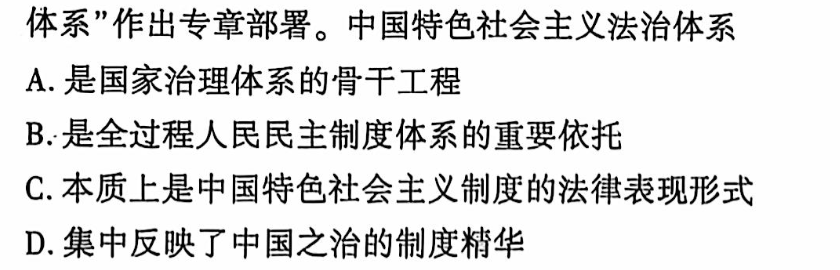 体系”作出专章部署。中国特色社会主义法治体系
A. 是国家治理体系的骨干工程
B. 是全过程人民民主制度体系的重要依托
C. 本质上是中国特色社会主义制度的法律表现形式
D. 集中反映了中国之治的制度精华